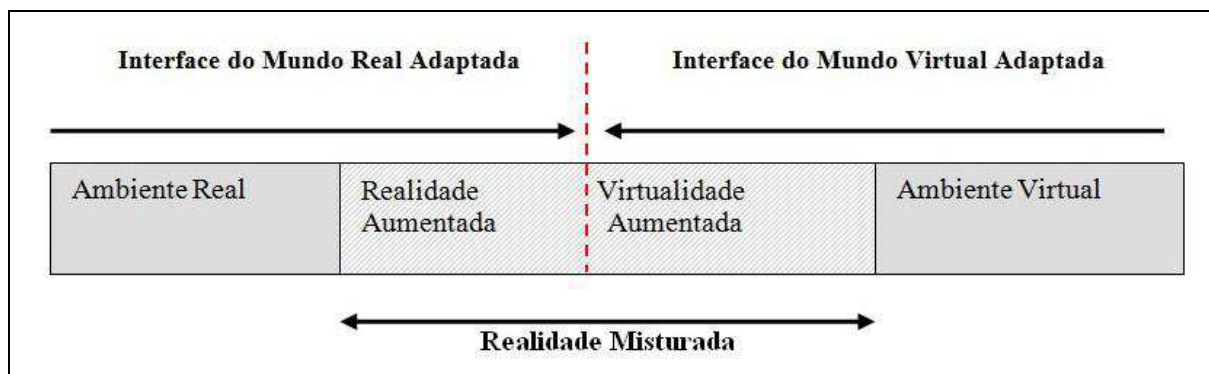 Interface do Mundo Real Adaptada
Interface do Mundo Virtual Adaptada
Ambiente Real
Realidade
Aumentada
Virtualidade
Aumentada
Ambiente Virtual
Realidade Misturada